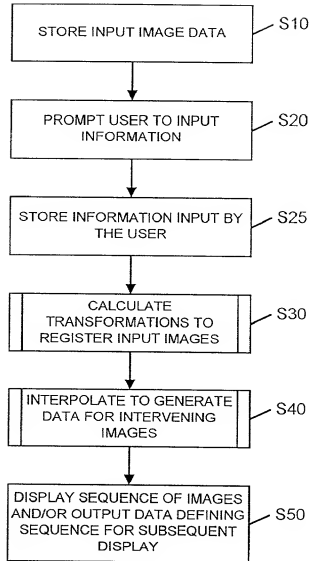 STORE INPUT IMAGE DATA
S10
PROMPT USER TO INPUT
INFORMATION
S20
STORE INFORMATION INPUT BY
THE USER
S25
CALCULATE
TRANSFORMATIONS TO
REGISTER INPUT IMAGES
S30
INTERPOLATE TO GENERATE
DATA FOR INTERVENING
IMAGES
S40
DISPLAY SEQUENCE OF IMAGES
AND/OR OUTPUT DATA DEFINING
SEQUENCE FOR SUBSEQUENT
DISPLAY
S50